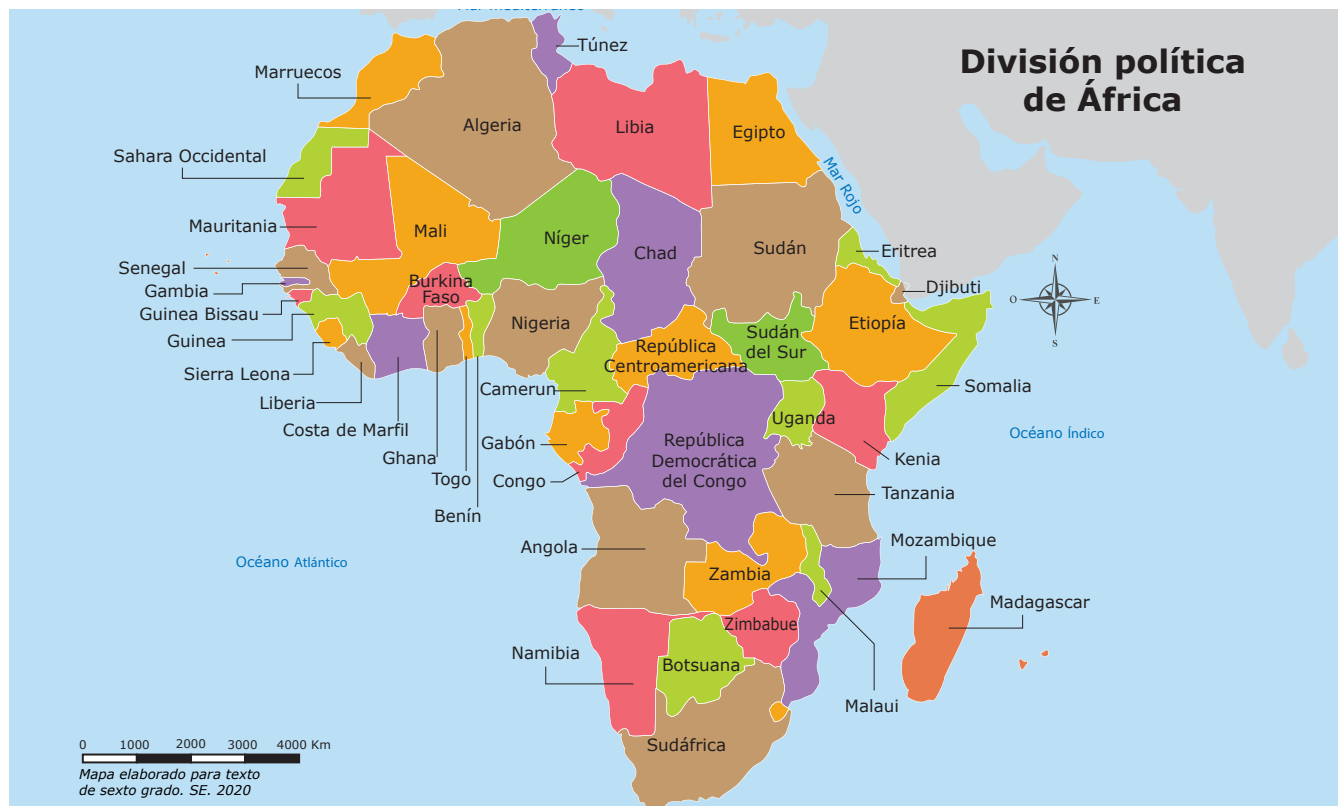 Mar Mediterráneo
División política
de África
Túnez
Marruecos
Algeria
Libia
Egipto
Sahara Occidental
Mar Rojo
Mauritania
Mali
Níger
Chad
Sudán
Eritrea
Senegal
Gambia
Burkina
Faso
Djibuti
Guinea Bissau
Guinea
Nigeria
Etiopía
Sudán
del Sur
República
Centroamericana
Sierra Leona
Liberia
Camerun
Somalia
Costa de Marfil
Uganda
Océano Índico
Ghana
Gabón
República
Democrática
del Congo
Kenia
Togo
Congo
Tanzania
Benín
Angola
Mozambique
Océano Atlántico
Zambia
Madagascar
Zimbabue
Namibia
Botsuana
Malaui
Sudáfrica
N
O
E
S
0 1000 2000 3000 4000 Km
Mapa elaborado para texto
de sexto grado. SE. 2020